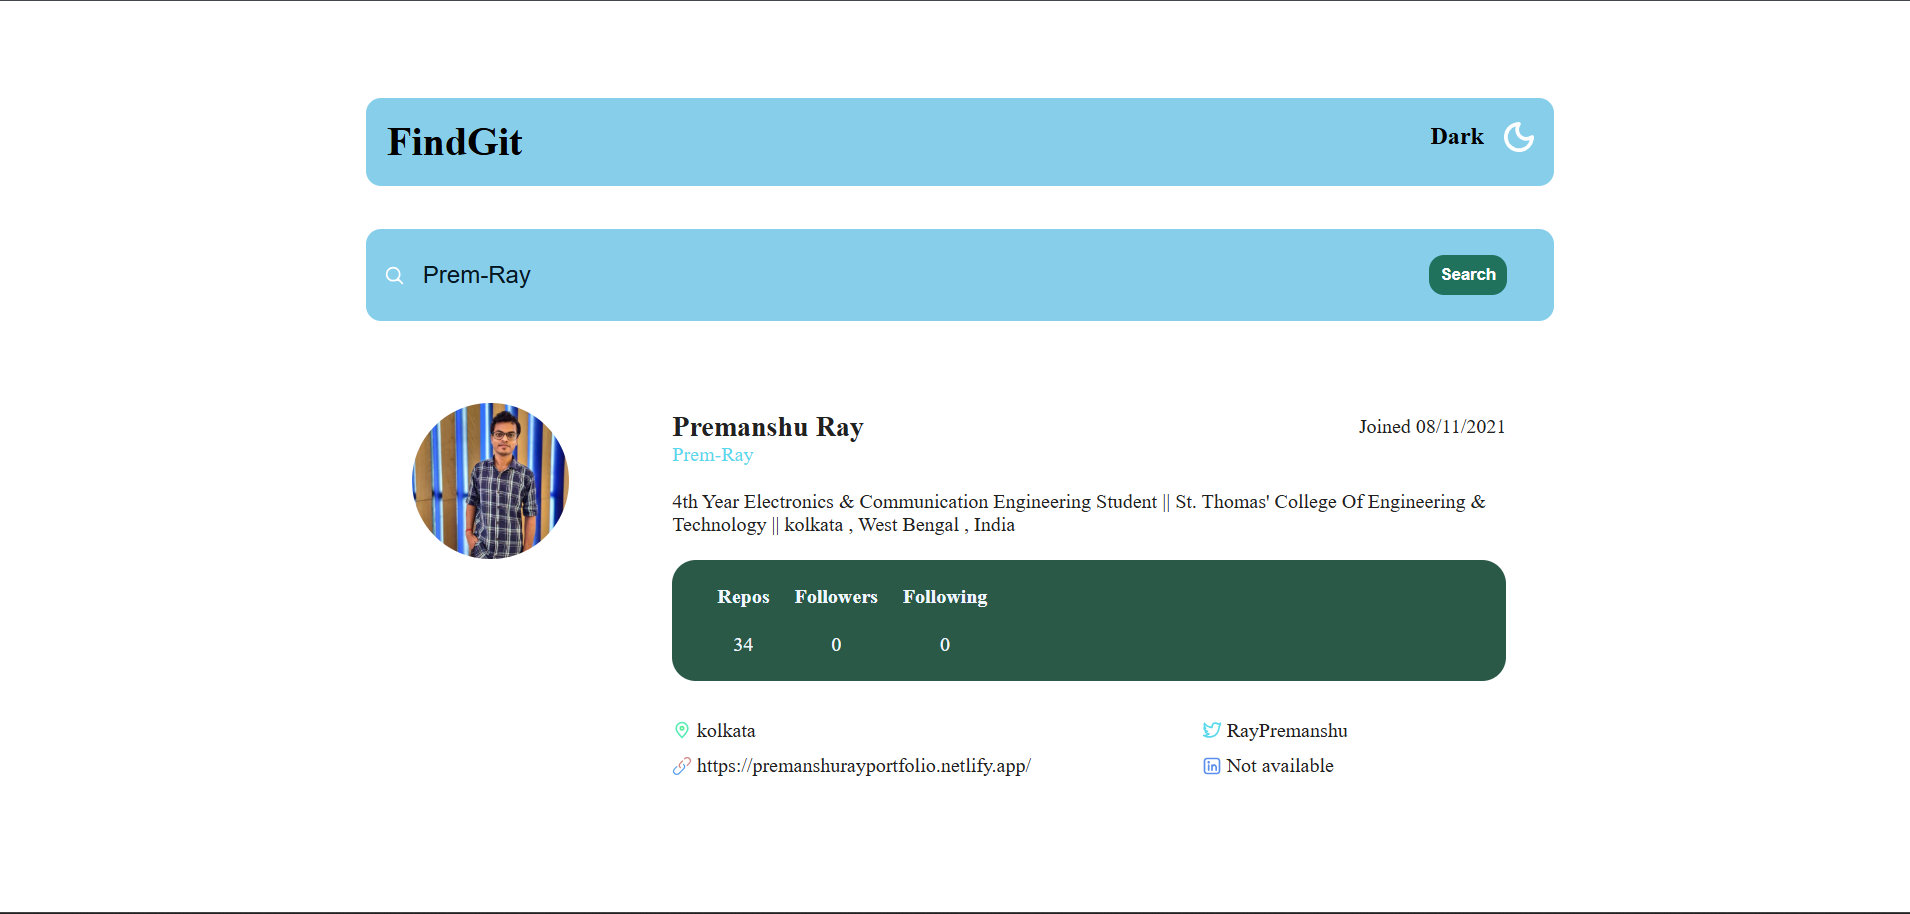 FindGit
Dark
Prem-Ray
Search
Premanshu Ray
Joined 08/11/2021
Prem-Ray
4th Year Electronics & Communication Engineering Student || St. Thomas' College Of Engineering &
Technology || kolkata , West Bengal , India
Repos Followers Following
34 0 0
kolkata
RayPremanshu
https://premanshurayportfolio.netlify.app/
Not available